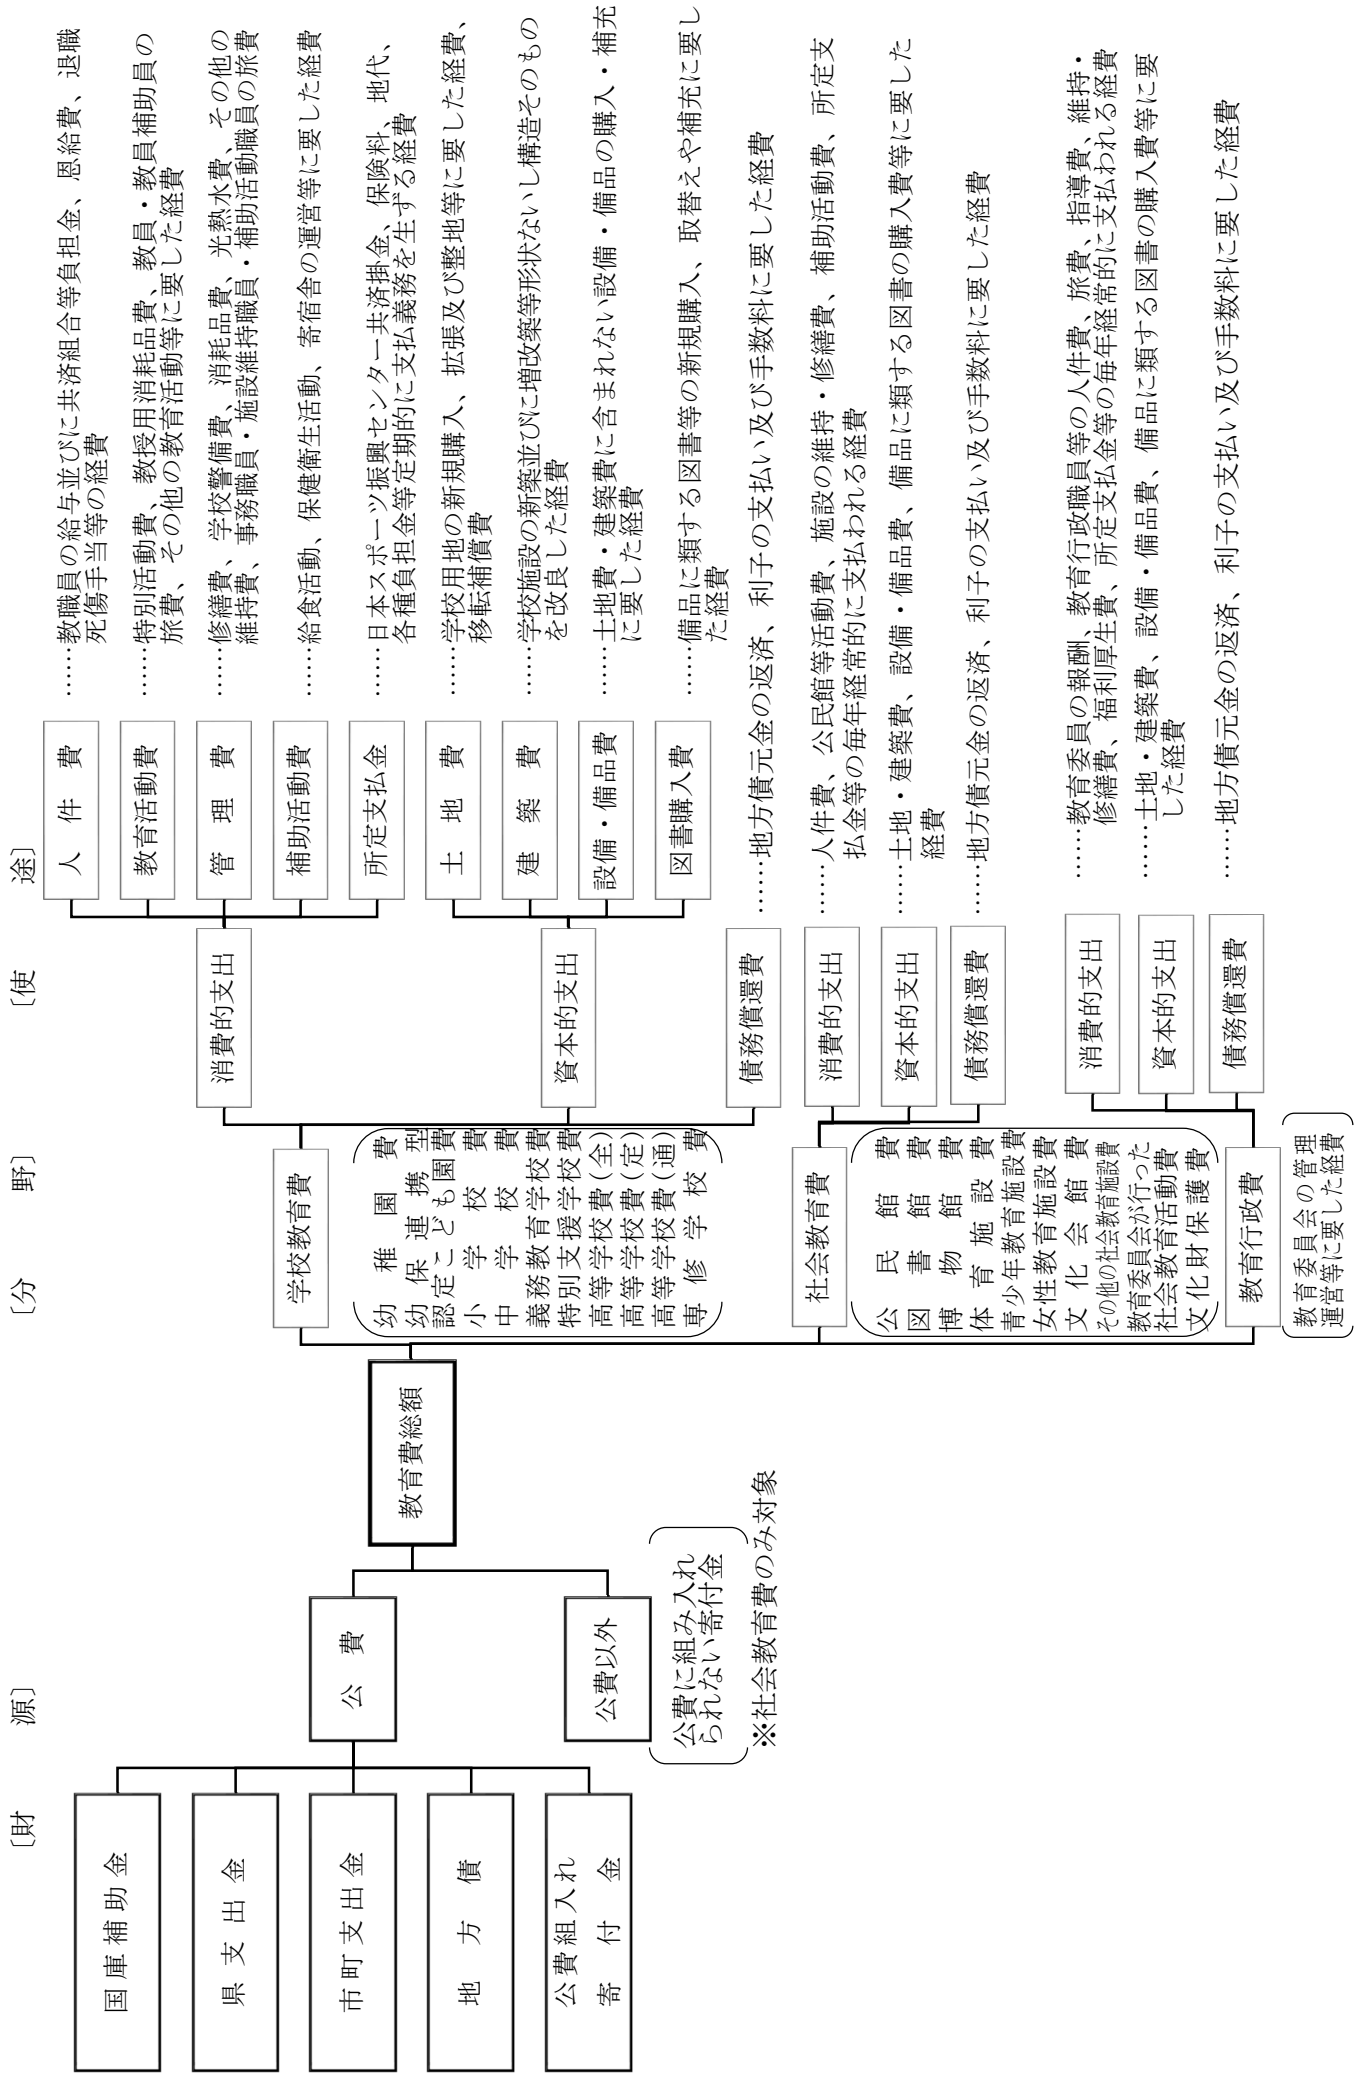 〔財　　　源〕
国庫補助金
県支出金
市町支出金
地方債
公費組入れ
寄付金
公費
公費以外
公費に組み入れ
られない寄付金
※社会教育費のみ対象
教育費総額
〔分　　　野〕
学校教育費
幼稚園費
幼保連携型
認定こども園費
小学校費
中学校費
義務教育学校費
特別支援学校費
高等学校費(全)
高等学校費(定)
高等学校費(通)
専修学校費
社会教育費
公民館費
図書館費
博物館費
体育施設費
青少年教育施設費
女性教育施設費
文化会館費
その他の社会教育施設費
教育委員会が行った
社会教育活動費
文化財保護費
教育行政費
教育委員会の管理
運営等に要した経費
〔使　　　途〕
消費的支出
人件費
……教職員の給与並びに共済組合等負担金、恩給費、退職
死傷手当等の経費
教育活動費
……特別活動費、教授用消耗品費、教員・教員補助員の
旅費、その他の教育活動等に要した経費
管理費
……修繕費、学校警備費、消耗品費、光熱水費、その他の
維持費、事務職員・施設維持職員・補助活動職員の旅費
補助活動費
……給食活動、保健衛生活動、寄宿舎の運営等に要した経費
所定支払金
……日本スポーツ振興センター共済掛金、保険料、地代、
各種負担金等定期的に支払義務を生ずる経費
資本的支出
土地費
……学校用地の新規購入、拡張及び整地等に要した経費、
移転補償費
建築費
……学校施設の新築並びに増改築等形状ないし構造そのもの
を改良した経費
設備・備品費
……土地費・建築費に含まれない設備・備品の購入・補充
に要した経費
図書購入費
……備品に類する図書等の新規購入、取替えや補充に要し
た経費
債務償還費
……地方債元金の返済、利子の支払い及び手数料に要した経費
消費的支出
……人件費、公民館等活動費、施設の維持・修繕費、補助活動費、所定支
払金等の毎年経常的に支払われる経費
資本的支出
……土地・建築費、設備・備品費、備品に類する図書の購入費等に要した
経費
債務償還費
……地方債元金の返済、利子の支払い及び手数料に要した経費
消費的支出
……教育委員の報酬、教育行政職員等の人件費、旅費、指導費、維持・
修繕費、福利厚生費、所定支払金等の毎年経常的に支払われる経費
資本的支出
……土地・建築費、設備・備品費、備品に類する図書の購入費等に要
した経費
債務償還費
……地方債元金の返済、利子の支払い及び手数料に要した経費